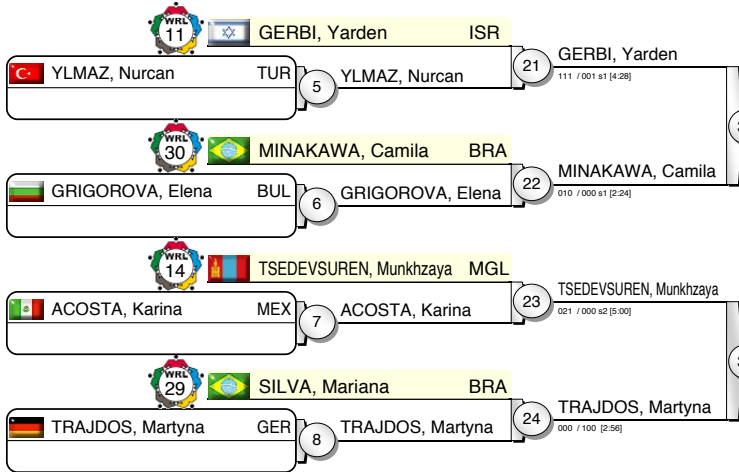 WRL
11 GERBI, Yarden ISR
21 GERBI, Yarden
111 / 001 s1 [4:28]
YLMAZ, Nurcan TUR
5 YLMAZ, Nurcan
WRL
30 MINAKAWA, Camila BRA
22 MINAKAWA, Camila
010 / 000 s1 [2:24]
GRIGOROVA, Elena BUL
6 GRIGOROVA, Elena
WRL
14 TSEDEVSUREN, Munkhzaya MGL
23 TSEDEVSUREN, Munkhzaya
021 / 000 s2 [5:00]
ACOSTA, Karina MEX
7 ACOSTA, Karina
WRL
29 SILVA, Mariana BRA
24 TRAJDOS, Martyna
000 / 100 [2:56]
TRAJDOS, Martyna GER
8 TRAJDOS, Martyna